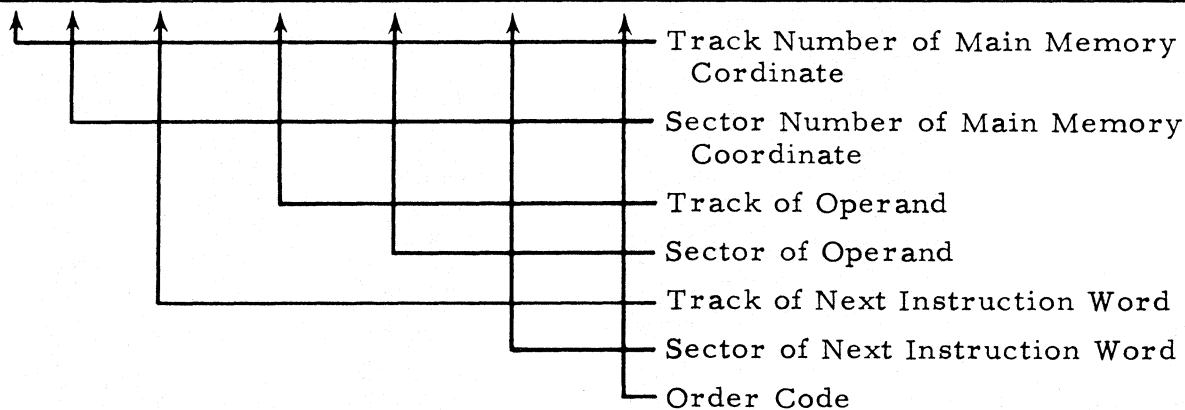 Track Number of Main Memory
Cordinate
Sector Number of Main Memory
Coordinate
Track of Operand
Sector of Operand
Track of Next Instruction Word
Sector of Next Instruction Word
Order Code